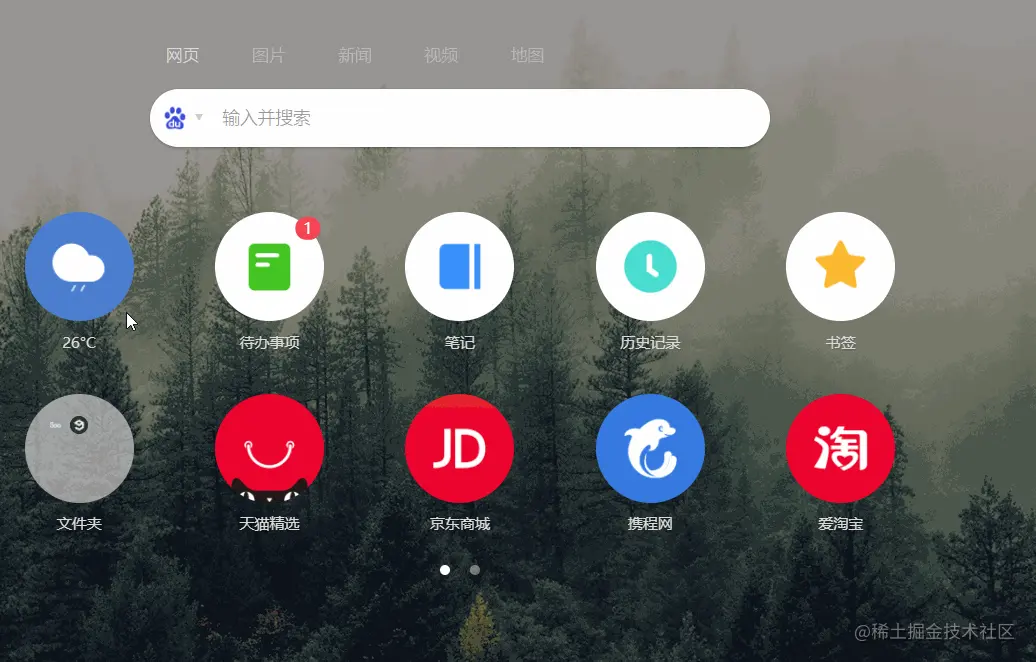 网页 图片 新闻 视频 地图
du 输入并搜索
1
26°C 待办事项 笔记 历史记录 书签
JD 淘
文件夹 天猫精选 京东商城 携程网 爱淘宝
@稀土掘金技术社区